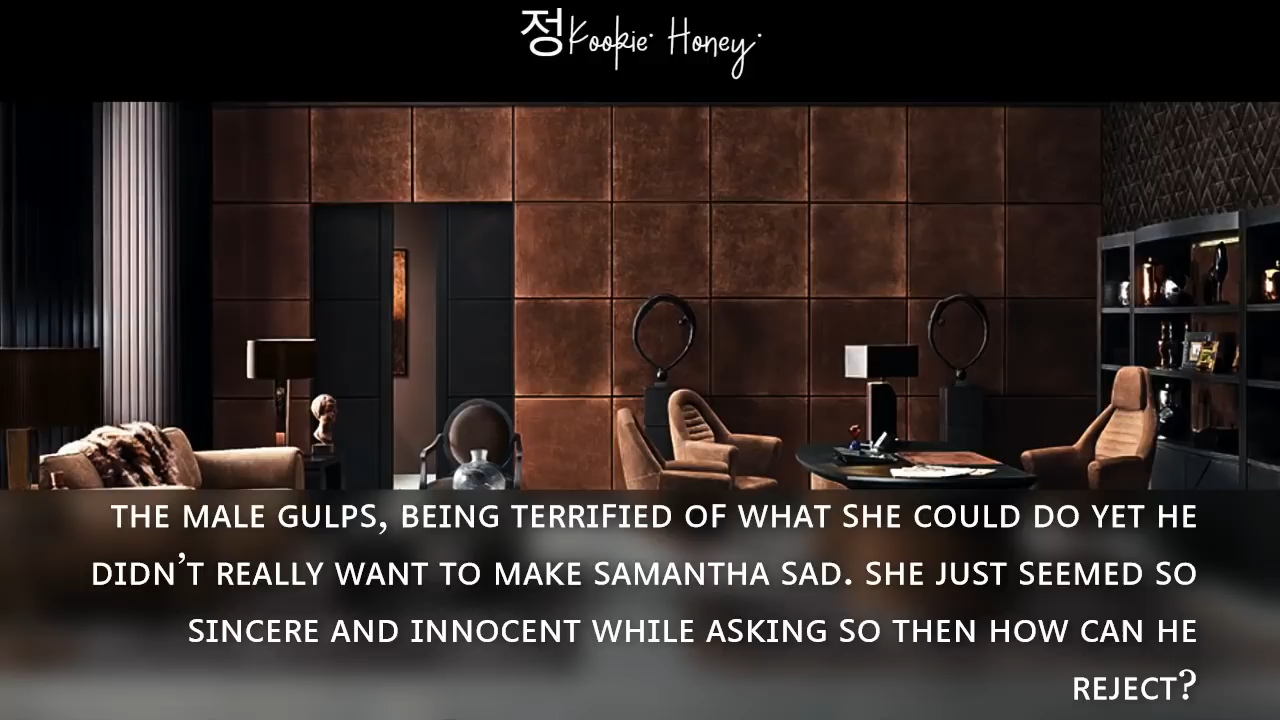 정Kookie Honey
THE MALE GULPS, BEING TERRIFIED OF WHAT SHE COULD DO YET HE
DIDN’T REALLY WANT TO MAKE SAMANTHA SAD. SHE JUST SEEMED SO
SINCERE AND INNOCENT WHILE ASKING SO THEN HOW CAN HE
REJECT?